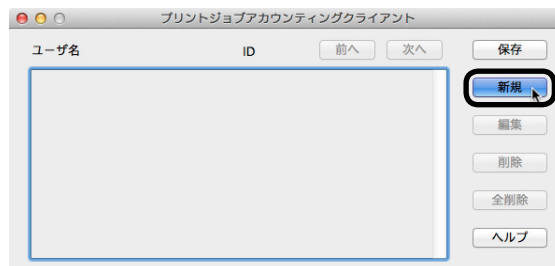 プリントジョブアカウンティングクライアント
ユーザ名 ID 前へ 次へ 保存
新規
編集
削除
全削除
ヘルプ